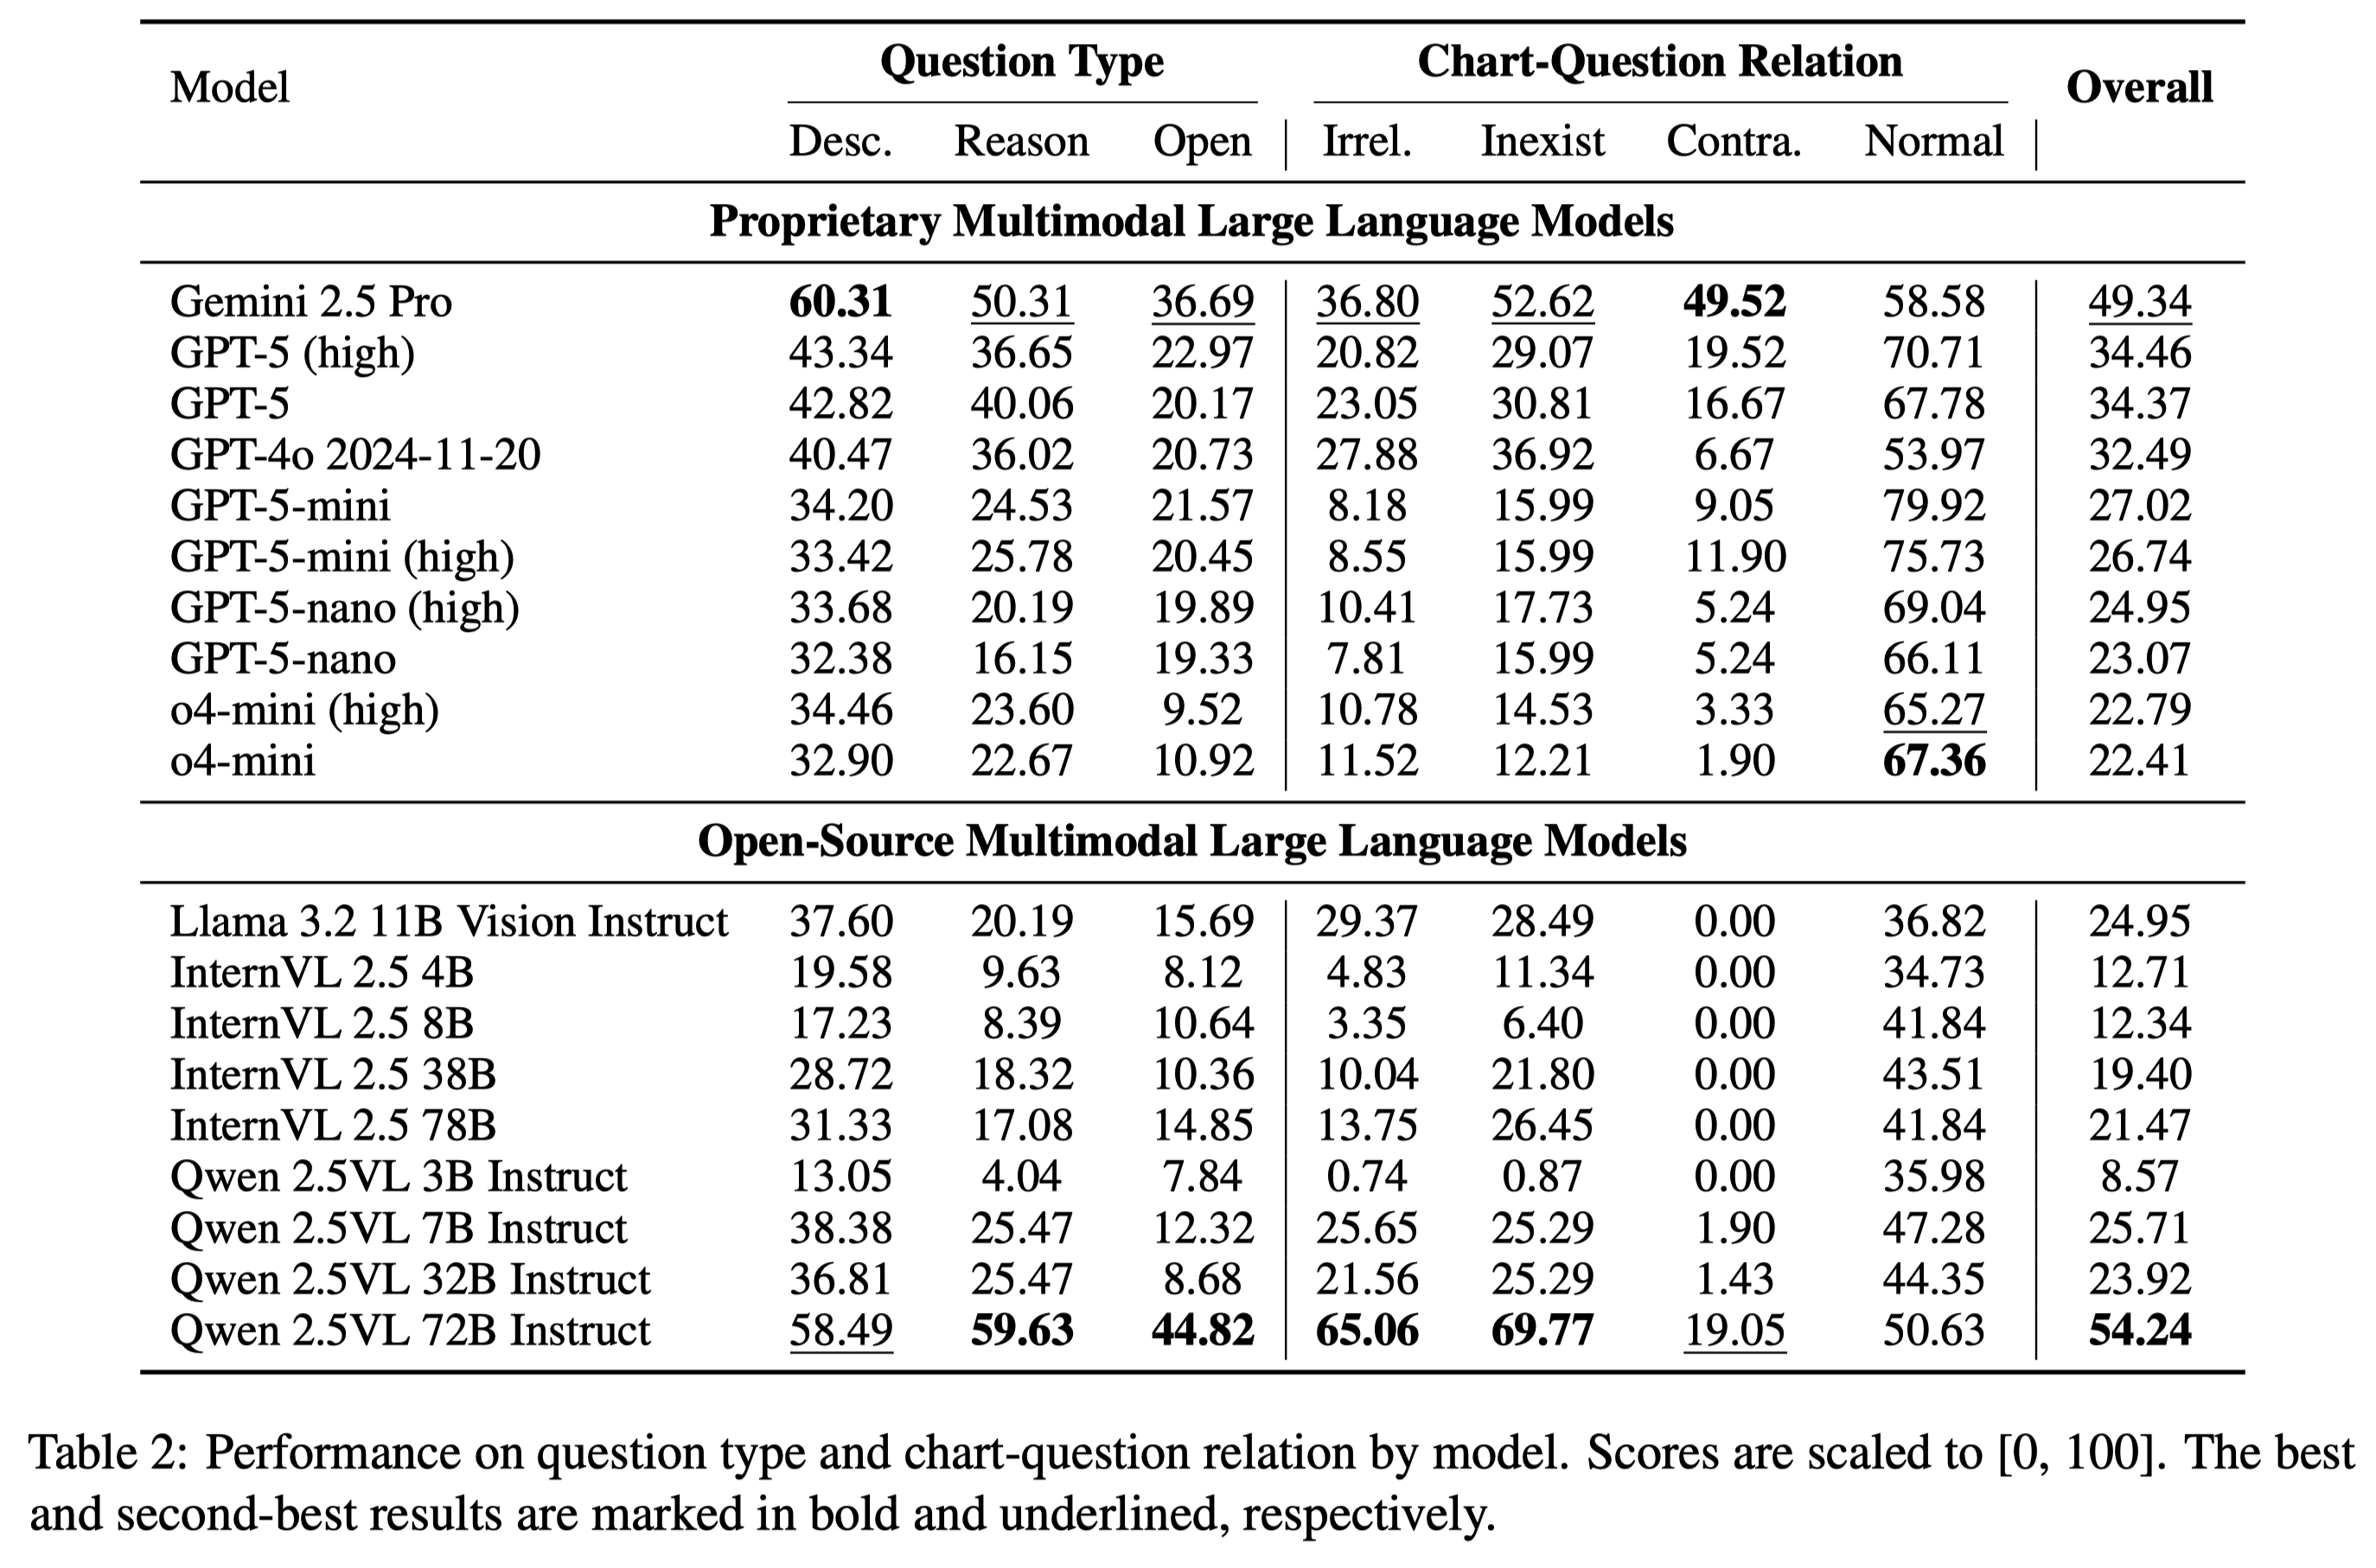 Model Question Type Chart-Question Relation Overall
Desc. Reason Open Irrel. Inexist Contra. Normal
Proprietary Multimodal Large Language Models
Gemini 2.5 Pro 60.31 50.31 36.69 36.80 52.62 49.52 58.58 49.34
GPT-5 (high) 43.34 36.65 22.97 20.82 29.07 19.52 70.71 34.46
GPT-5 42.82 40.06 20.17 23.05 30.81 16.67 67.78 34.37
GPT-4o 2024-11-20 40.47 36.02 20.73 27.88 36.92 6.67 53.97 32.49
GPT-5-mini 34.20 24.53 21.57 8.18 15.99 9.05 79.92 27.02
GPT-5-mini (high) 33.42 25.78 20.45 8.55 15.99 11.90 75.73 26.74
GPT-5-nano (high) 33.68 20.19 19.89 10.41 17.73 5.24 69.04 24.95
GPT-5-nano 32.38 16.15 19.33 7.81 15.99 5.24 66.11 23.07
o4-mini (high) 34.46 23.60 9.52 10.78 14.53 3.33 65.27 22.79
o4-mini 32.90 22.67 10.92 11.52 12.21 1.90 67.36 22.41
Open-Source Multimodal Large Language Models
Llama 3.2 11B Vision Instruct 37.60 20.19 15.69 29.37 28.49 0.00 36.82 24.95
InternVL 2.5 4B 19.58 9.63 8.12 4.83 11.34 0.00 34.73 12.71
InternVL 2.5 8B 17.23 8.39 10.64 3.35 6.40 0.00 41.84 12.34
InternVL 2.5 38B 28.72 18.32 10.36 10.04 21.80 0.00 43.51 19.40
InternVL 2.5 78B 31.33 17.08 14.85 13.75 26.45 0.00 41.84 21.47
Qwen 2.5VL 3B Instruct 13.05 4.04 7.84 0.74 0.87 0.00 35.98 8.57
Qwen 2.5VL 7B Instruct 38.38 25.47 12.32 25.65 25.29 1.90 47.28 25.71
Qwen 2.5VL 32B Instruct 36.81 25.47 8.68 21.56 25.29 1.43 44.35 23.92
Qwen 2.5VL 72B Instruct 58.49 59.63 44.82 65.06 69.77 19.05 50.63 54.24
Table 2: Performance on question type and chart-question relation by model. Scores are scaled to [0, 100]. The best
and second-best results are marked in bold and underlined, respectively.